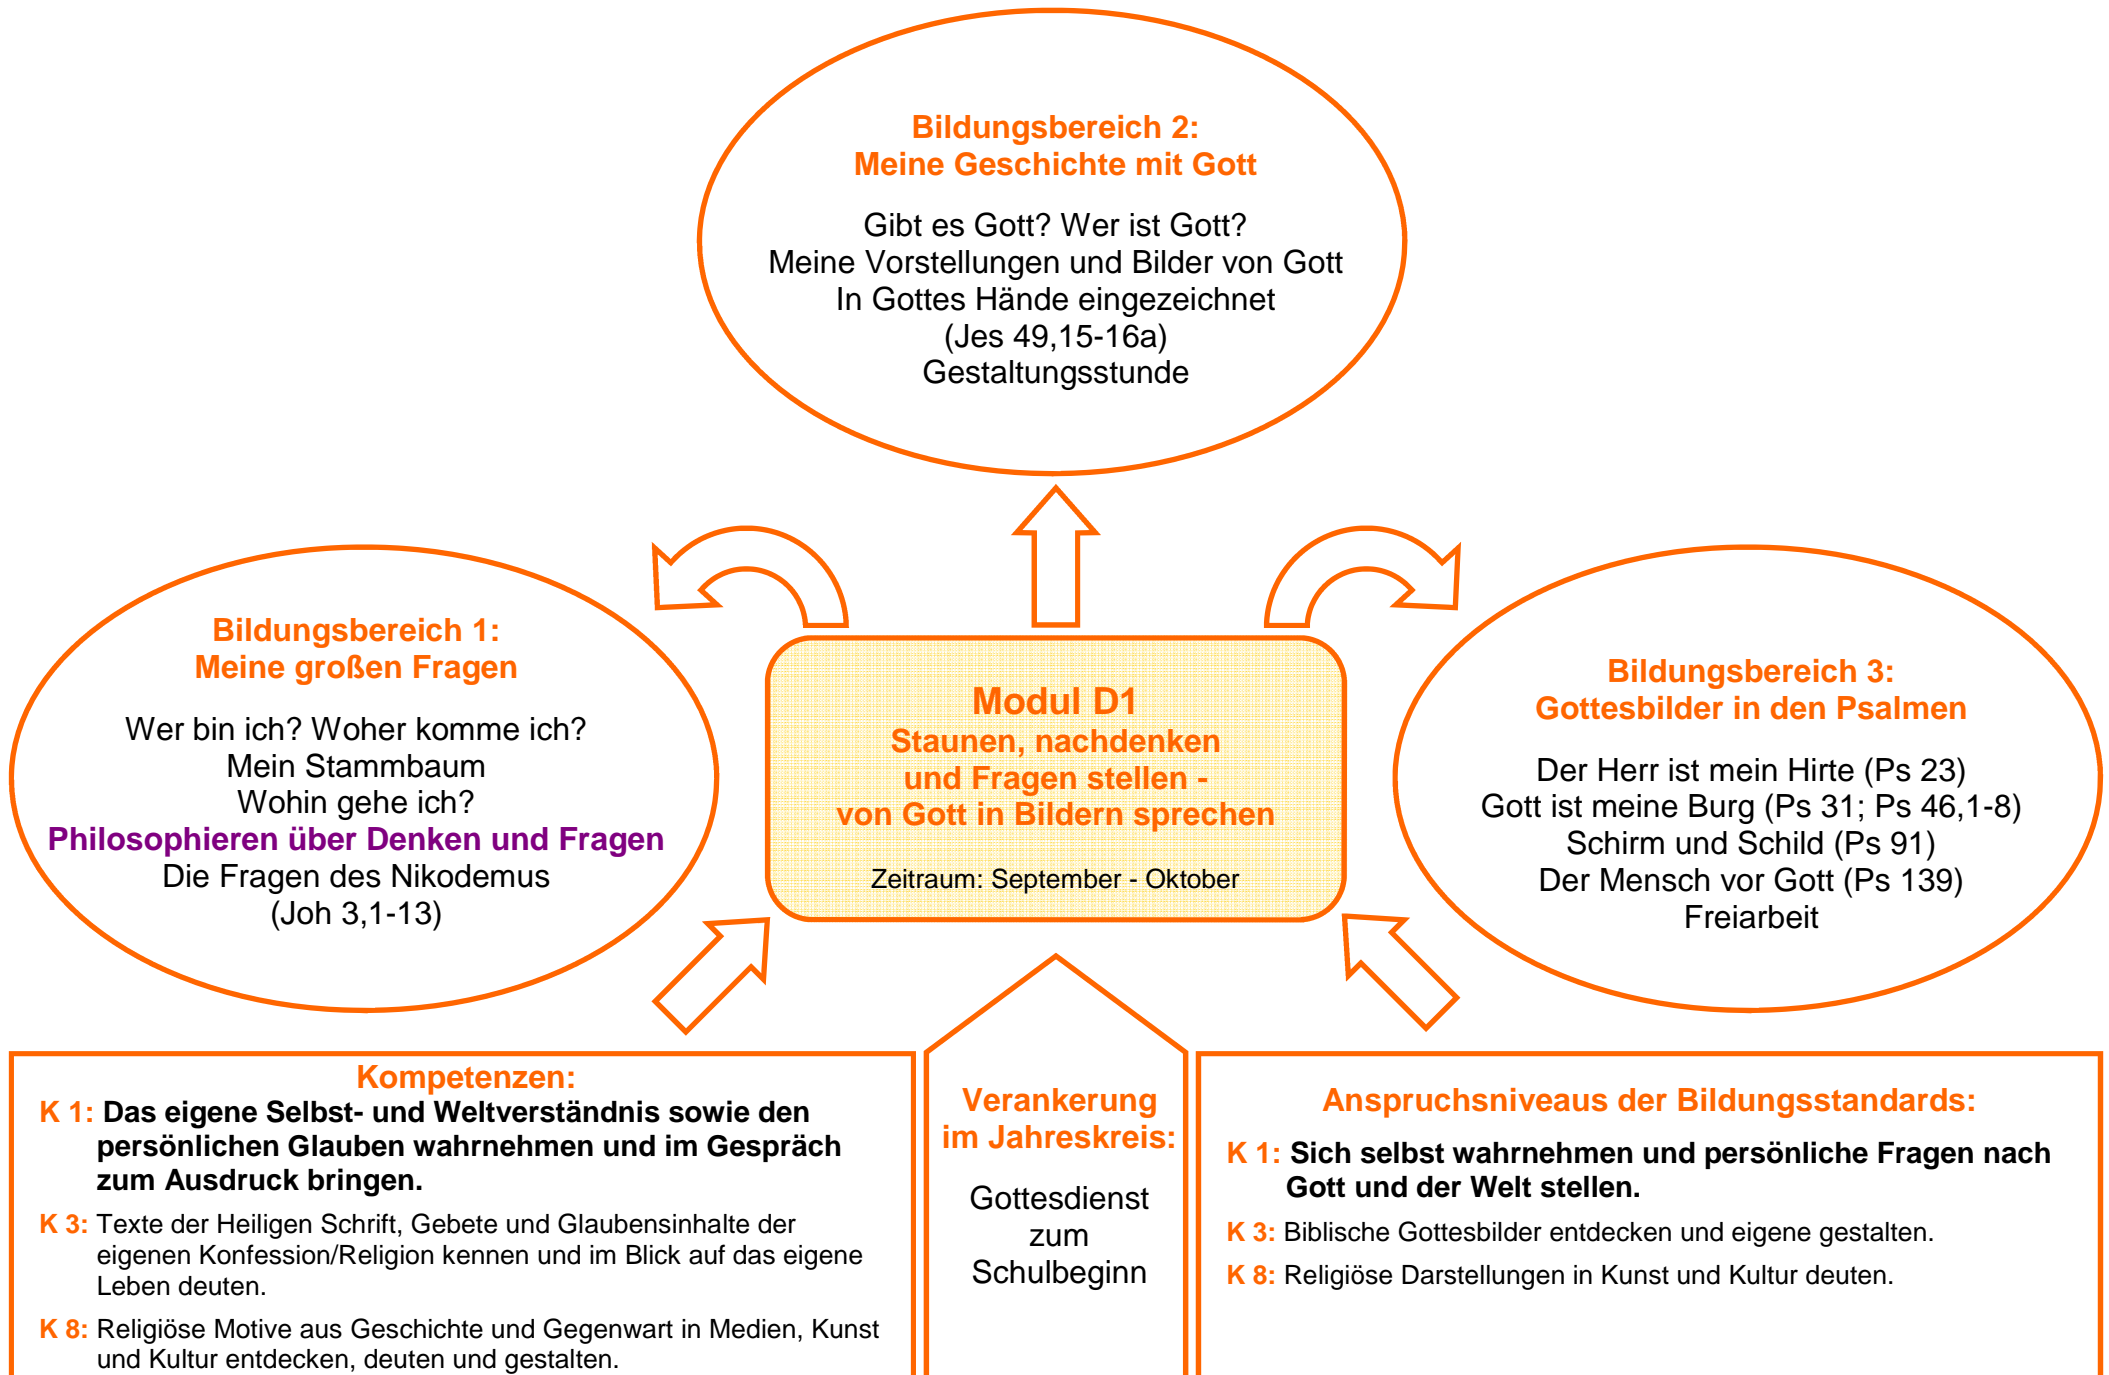 Bildungsbereich 2:
Meine Geschichte mit Gott
Gibt es Gott? Wer ist Gott?
Meine Vorstellungen und Bilder von Gott
In Gottes Hände eingezeichnet
(Jes 49,15-16a)
Gestaltungsstunde
Bildungsbereich 1:
Meine großen Fragen
Wer bin ich? Woher komme ich?
Mein Stammbaum
Wohin gehe ich?
Philosophieren über Denken und Fragen
Die Fragen des Nikodemus
(Joh 3,1-13)
Modul D1
Staunen, nachdenken
und Fragen stellen -
von Gott in Bildern sprechen
Zeitraum: September - Oktober
Bildungsbereich 3:
Gottesbilder in den Psalmen
Der Herr ist mein Hirte (Ps 23)
Gott ist meine Burg (Ps 31; Ps 46,1-8)
Schirm und Schild (Ps 91)
Der Mensch vor Gott (Ps 139)
Freiarbeit
Kompetenzen:
K 1: Das eigene Selbst- und Weltverständnis sowie den
persönlichen Glauben wahrnehmen und im Gespräch
zum Ausdruck bringen.
K 3: Texte der Heiligen Schrift, Gebete und Glaubensinhalte der
eigenen Konfession/Religion kennen und im Blick auf das eigene
Leben deuten.
K 8: Religiöse Motive aus Geschichte und Gegenwart in Medien, Kunst
und Kultur entdecken, deuten und gestalten.
Verankerung
im Jahreskreis:
Gottesdienst
zum
Schulbeginn
Anspruchsniveaus der Bildungsstandards:
K 1: Sich selbst wahrnehmen und persönliche Fragen nach
Gott und der Welt stellen.
K 3: Biblische Gottesbilder entdecken und eigene gestalten.
K 8: Religiöse Darstellungen in Kunst und Kultur deuten.